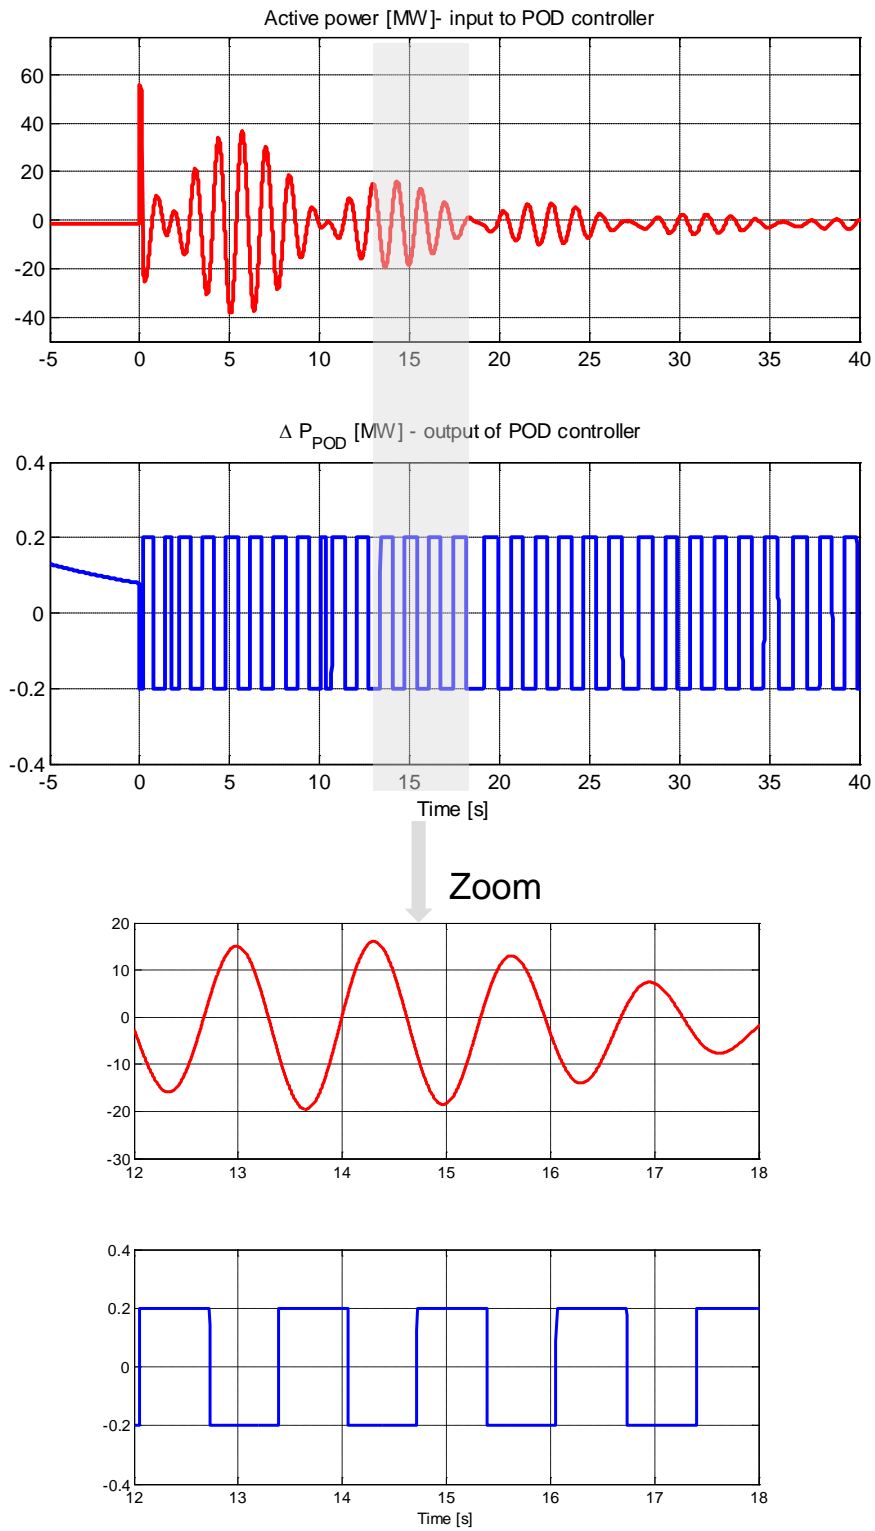 Active power [MW]- input to POD controller
60
40
20
0
-20
-40
-5 0 5 10 15 20 25 30 35 40
Δ P_POD [MW] - output of POD controller
0.4
0.2
0
-0.2
-0.4
-5 0 5 10 15 20 25 30 35 40
Time [s]
Zoom
20
10
0
-10
-20
-30
12 13 14 15 16 17 18
0.4
0.2
0
-0.2
-0.4
12 13 14 15 16 17 18
Time [s]